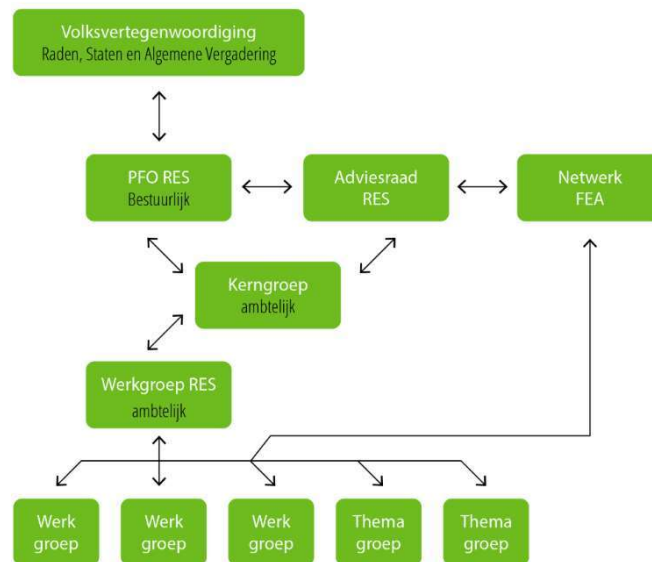 Volksvertegenwoordiging
Raden, Staten en Algemene Vergadering
PFO RES
Bestuurlijk
Adviesraad
RES
Netwerk
FEA
Kerngroep
ambtelijk
Werkgroep RES
ambtelijk
Werk
groep
Werk
groep
Werk
groep
Thema
groep
Thema
groep